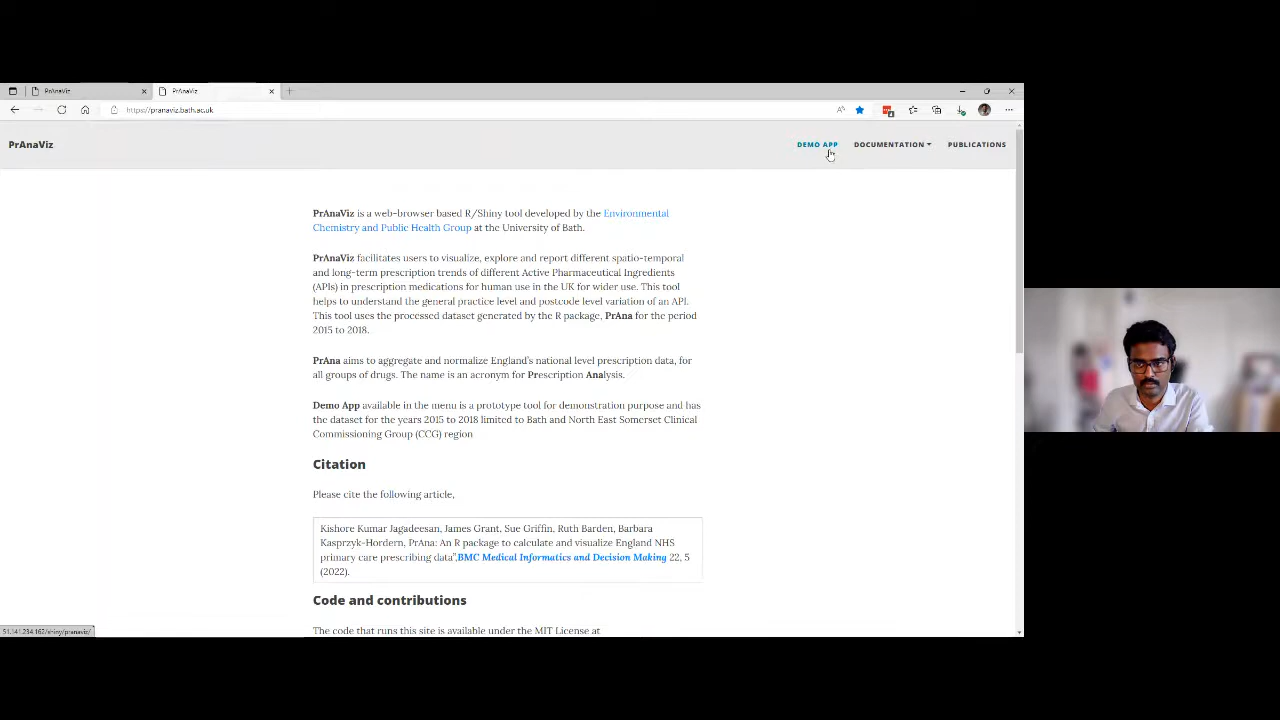 PrAnaViz
PrAnaViz
https://pranaviz.bath.ac.uk
PrAnaViz
DEMO APP
DOCUMENTATION
PUBLICATIONS
PrAnaViz is a web-browser based R/Shiny tool developed by the Environmental
Chemistry and Public Health Group at the University of Bath.
PrAnaViz facilitates users to visualize, explore and report different spatio-temporal
and long-term prescription trends of different Active Pharmaceutical Ingredients
(APIs) in prescription medications for human use in the UK for wider use. This tool
helps to understand the general practice level and postcode level variation of an API.
This tool uses the processed dataset generated by the R package, PrAna for the period
2015 to 2018.
PrAna aims to aggregate and normalize England's national level prescription data, for
all groups of drugs. The name is an acronym for Prescription Analysis.
Demo App available in the menu is a prototype tool for demonstration purpose and has
the dataset for the years 2015 to 2018 limited to Bath and North East Somerset Clinical
Commissioning Group (CCG) region
Citation
Please cite the following article,
Kishore Kumar Jagadeesan, James Grant, Sue Griffin, Ruth Barden, Barbara
Kasprzyk-Hordern, PrAna: An R package to calculate and visualize England NHS
primary care prescribing data",BMC Medical Informatics and Decision Making 22, 5
(2022).
Code and contributions
The code that runs this site is available under the MIT License at
51.141.234.162/shiny/pranaviz/